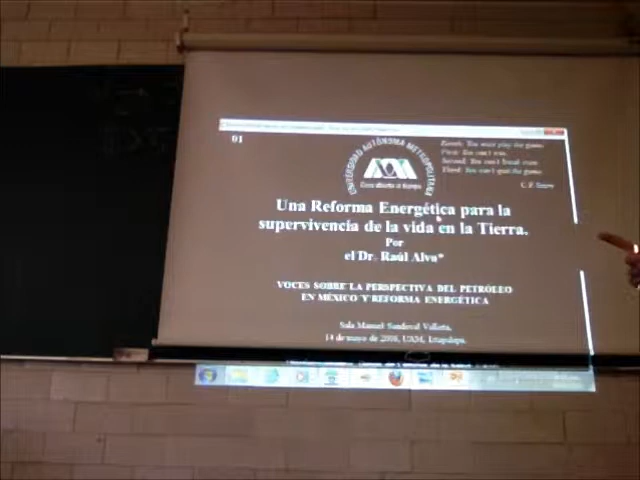 01
UNIVERSIDAD AUTÓNOMA METROPOLITANA
Casa abierta al tiempo
Zeroth: You must play the game.
First: You can't win.
Second: You can't break even.
Third: You can't quit the game.
C.P. Snow
Una Reforma Energética para la
supervivencia de la vida en la Tierra.
Por
el Dr. Raúl Alva*
VOCES SOBRE LA PERSPECTIVA DEL PETRÓLEO
EN MÉXICO Y REFORMA ENERGÉTICA
Sala Manuel Sandoval Vallarta,
14 de mayo de 2008, UAM, Iztapalapa.